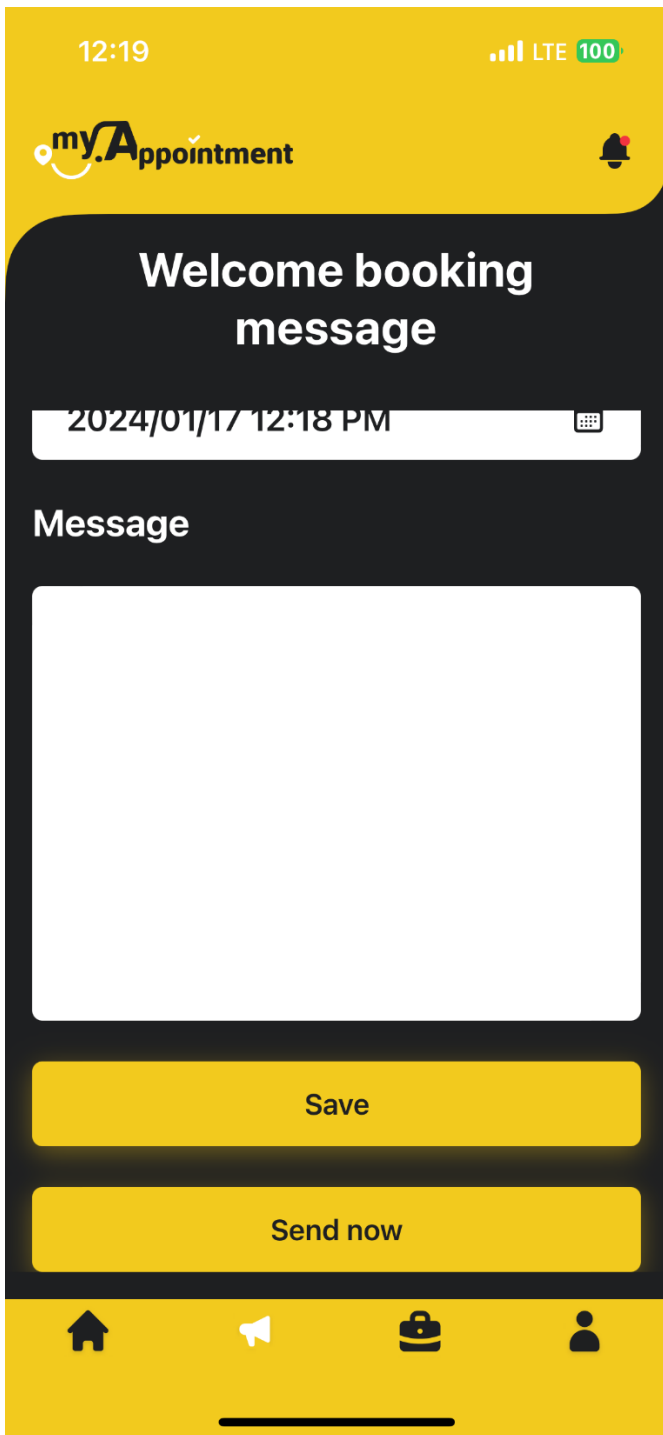 12:19
LTE 100
my.Appointment
Welcome booking
message
2024/01/17 12:18 PM
Message
Save
Send now